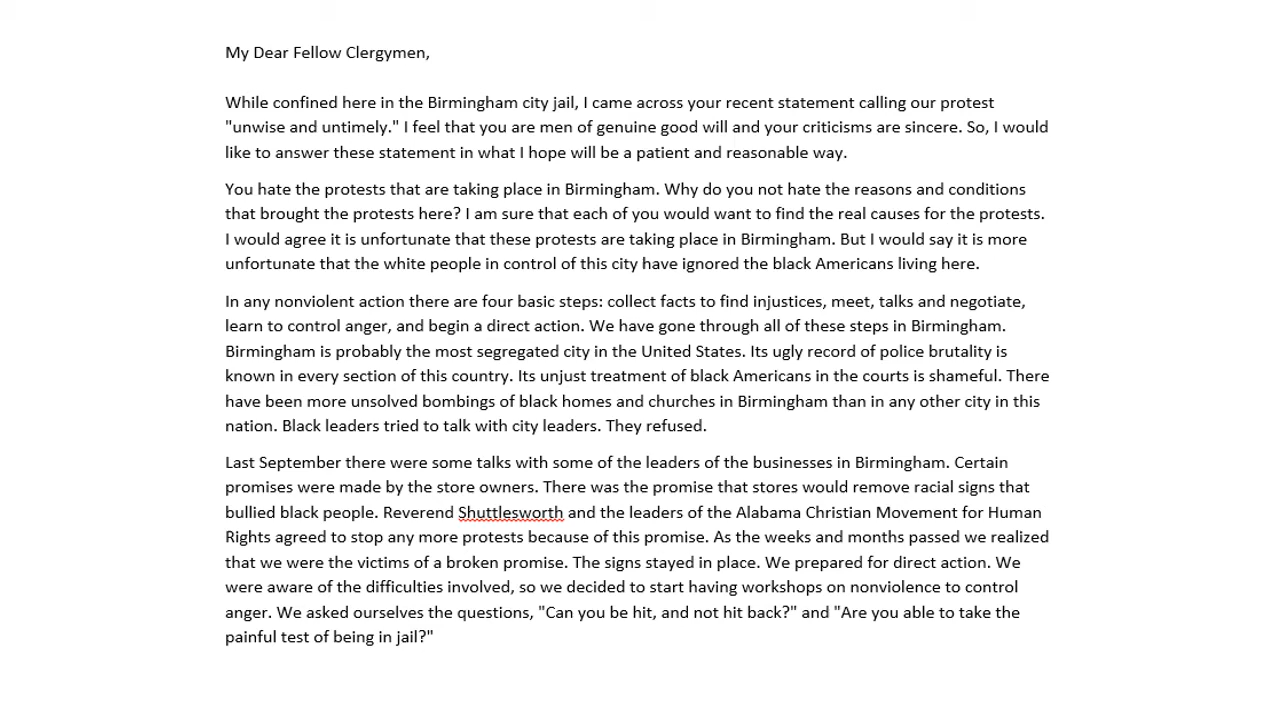 My Dear Fellow Clergymen,
While confined here in the Birmingham city jail, I came across your recent statement calling our protest
"unwise and untimely." I feel that you are men of genuine good will and your criticisms are sincere. So, I would
like to answer these statement in what I hope will be a patient and reasonable way.
You hate the protests that are taking place in Birmingham. Why do you not hate the reasons and conditions
that brought the protests here? I am sure that each of you would want to find the real causes for the protests.
I would agree it is unfortunate that these protests are taking place in Birmingham. But I would say it is more
unfortunate that the white people in control of this city have ignored the black Americans living here.
In any nonviolent action there are four basic steps: collect facts to find injustices, meet, talks and negotiate,
learn to control anger, and begin a direct action. We have gone through all of these steps in Birmingham.
Birmingham is probably the most segregated city in the United States. Its ugly record of police brutality is
known in every section of this country. Its unjust treatment of black Americans in the courts is shameful. There
have been more unsolved bombings of black homes and churches in Birmingham than in any other city in this
nation. Black leaders tried to talk with city leaders. They refused.
Last September there were some talks with some of the leaders of the businesses in Birmingham. Certain
promises were made by the store owners. There was the promise that stores would remove racial signs that
bullied black people. Reverend Shuttlesworth and the leaders of the Alabama Christian Movement for Human
Rights agreed to stop any more protests because of this promise. As the weeks and months passed we realized
that we were the victims of a broken promise. The signs stayed in place. We prepared for direct action. We
were aware of the difficulties involved, so we decided to start having workshops on nonviolence to control
anger. We asked ourselves the questions, "Can you be hit, and not hit back?" and "Are you able to take the
painful test of being in jail?"